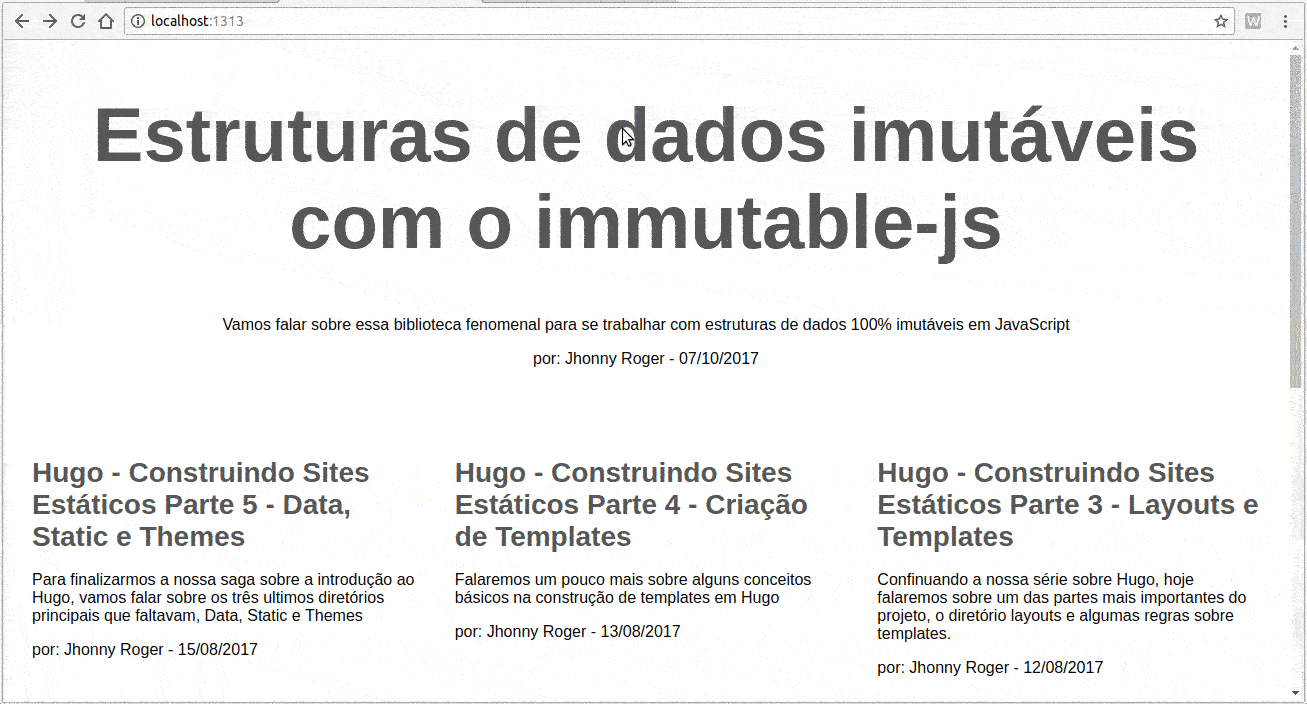 localhost:1313
W
Estruturas de dados imutáveis
com o immutable-js
Vamos falar sobre essa biblioteca fenomenal para se trabalhar com estruturas de dados 100% imutáveis em JavaScript
por: Jhonny Roger - 07/10/2017
Hugo - Construindo Sites
Estáticos Parte 5 - Data,
Static e Themes
Para finalizarmos a nossa saga sobre a introdução ao
Hugo, vamos falar sobre os três ultimos diretórios
principais que faltavam, Data, Static e Themes
por: Jhonny Roger - 15/08/2017
Hugo - Construindo Sites
Estáticos Parte 4 - Criação
de Templates
Falaremos um pouco mais sobre alguns conceitos
básicos na construção de templates em Hugo
por: Jhonny Roger - 13/08/2017
Hugo - Construindo Sites
Estáticos Parte 3 - Layouts e
Templates
Continuando a nossa série sobre Hugo, hoje
falaremos sobre um das partes mais importantes do
projeto, o diretório layouts e algumas regras sobre
templates.
por: Jhonny Roger - 12/08/2017